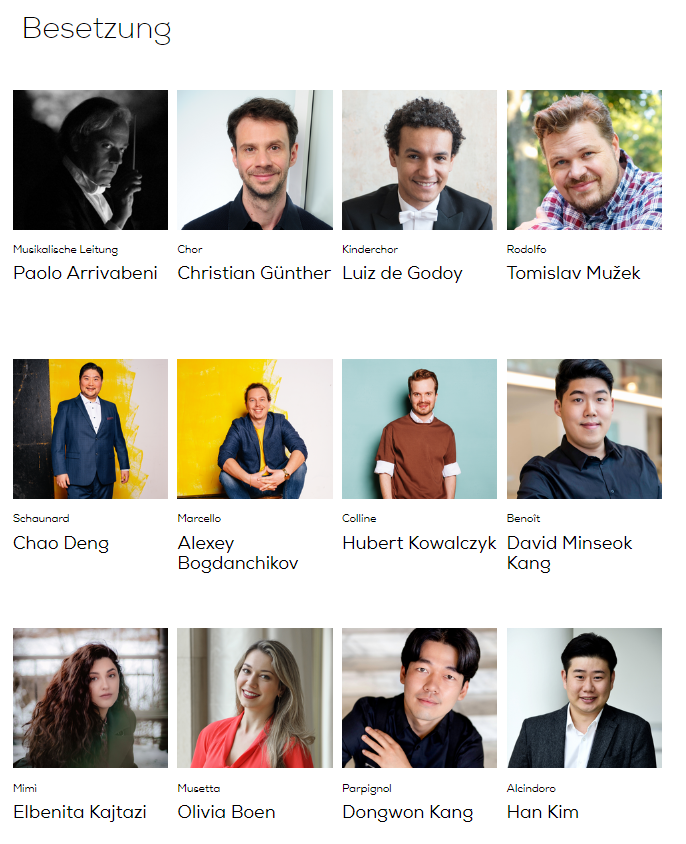 Besetzung
Musikalische Leitung
Paolo Arrivabeni
Chor
Christian Günther
Kinderchor
Luiz de Godoy
Rodolfo
Tomislav Mužek
Schaunard
Chao Deng
Marcello
Alexey
Bogdanchikov
Colline
Hubert Kowalczyk
Benoît
David Minseok
Kang
Mimì
Elbenita Kajtazi
Musetta
Olivia Boen
Parpignol
Dongwon Kang
Alcindoro
Han Kim